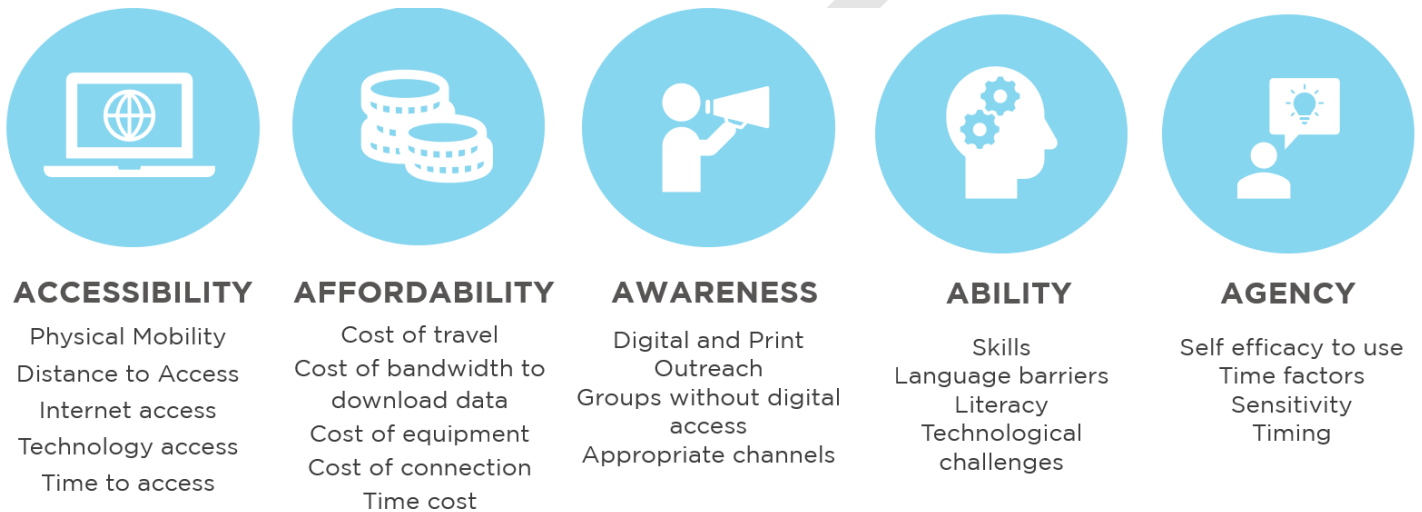 ACCESSIBILITY
Physical Mobility
Distance to Access
Internet access
Technology access
Time to access
AFFORDABILITY
Cost of travel
Cost of bandwidth to
download data
Cost of equipment
Cost of connection
Time cost
AWARENESS
Digital and Print
Outreach
Groups without digital
access
Appropriate channels
ABILITY
Skills
Language barriers
Literacy
Technological
challenges
AGENCY
Self efficacy to use
Time factors
Sensitivity
Timing